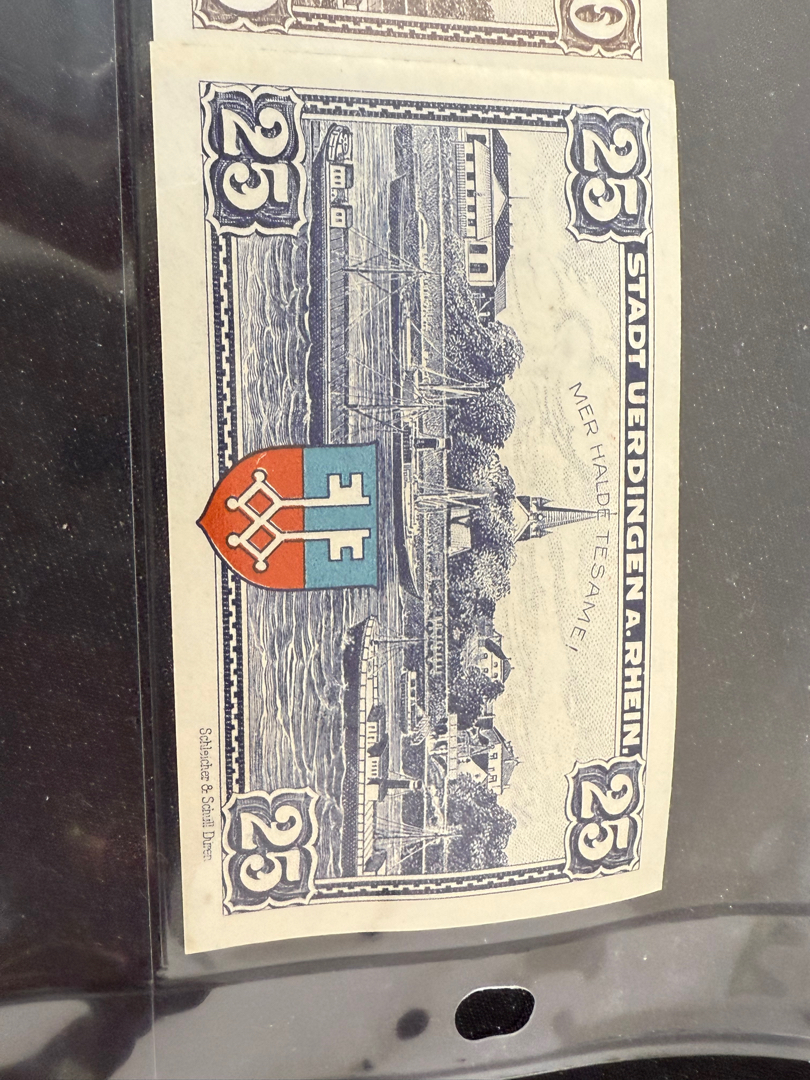 25 25
STADT UERDINGEN A. RHEIN.
MER HALDE TESAME,
25 25
Schleicher & Schüll Düren